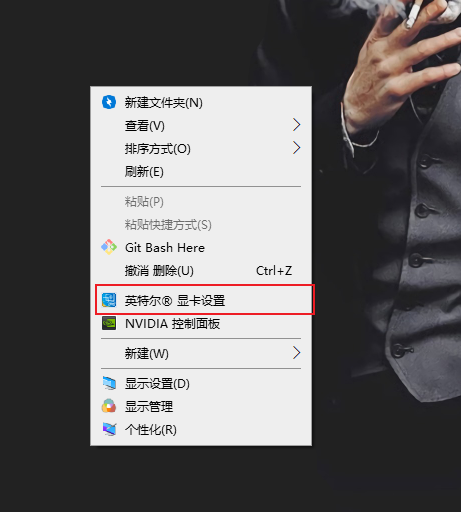 新建文件夹(N)
查看(V)
排序方式(O)
刷新(E)
粘贴(P)
粘贴快捷方式(S)
Git Bash Here
撤消 删除(U) Ctrl+Z
英特尔® 显卡设置
NVIDIA 控制面板
新建(W)
显示设置(D)
显示管理
个性化(R)